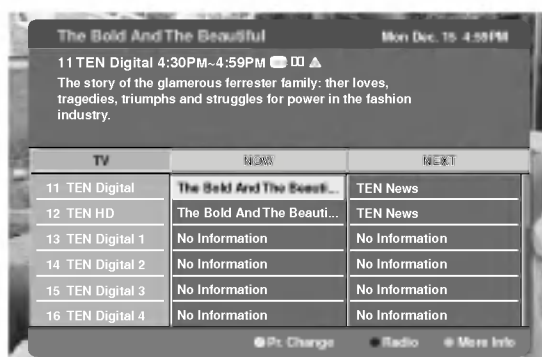 The Bold And The Beautiful Mon Dec. 15 4:59PM
11 TEN Digital 4:30PM~4:59PM
The story of the glamerous ferrester family: ther loves,
tragedies, triumphs and struggles for power in the fashion
industry.
TV NOW NEXT
11 TEN Digital The Bold And The Beauti... TEN News
12 TEN HD The Bold And The Beauti... TEN News
13 TEN Digital 1 No Information No Information
14 TEN Digital 2 No Information No Information
15 TEN Digital 3 No Information No Information
16 TEN Digital 4 No Information No Information
Pr. Change Radio More Info